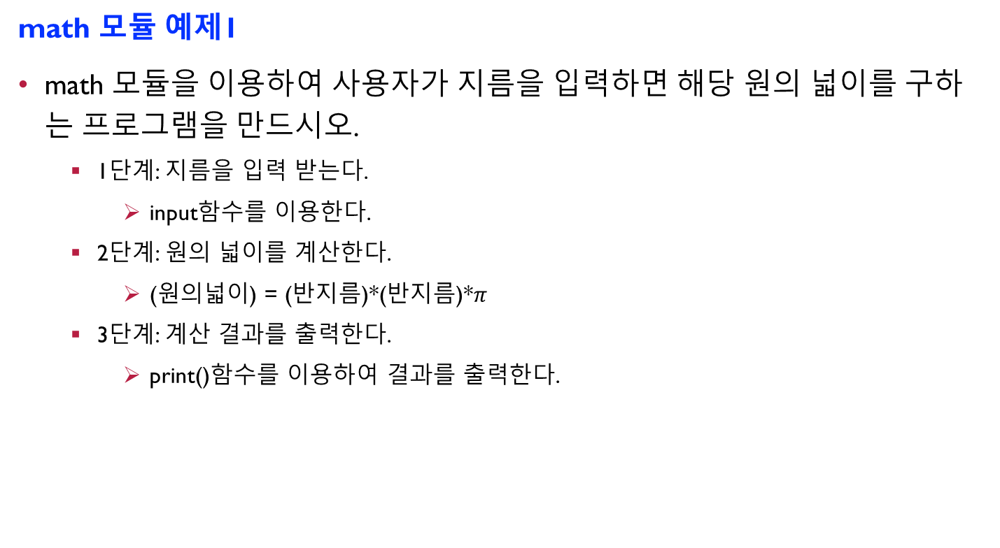 math 모듈 예제1
• math 모듈을 이용하여 사용자가 지름을 입력하면 해당 원의 넓이를 구하
는 프로그램을 만드시오.
▪ 1단계: 지름을 입력 받는다.
➢ input함수를 이용한다.
▪ 2단계: 원의 넓이를 계산한다.
➢ (원의넓이) = (반지름)*(반지름)*𝜋
▪ 3단계: 계산 결과를 출력한다.
➢ print()함수를 이용하여 결과를 출력한다.